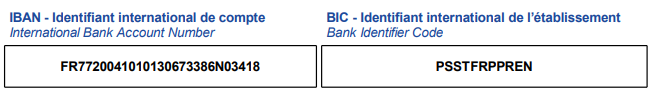 IBAN - Identifiant international de compte
International Bank Account Number
FR7720041010130673386N03418
BIC - Identifiant international de l'établissement
Bank Identifier Code
PSSTFRPPREN